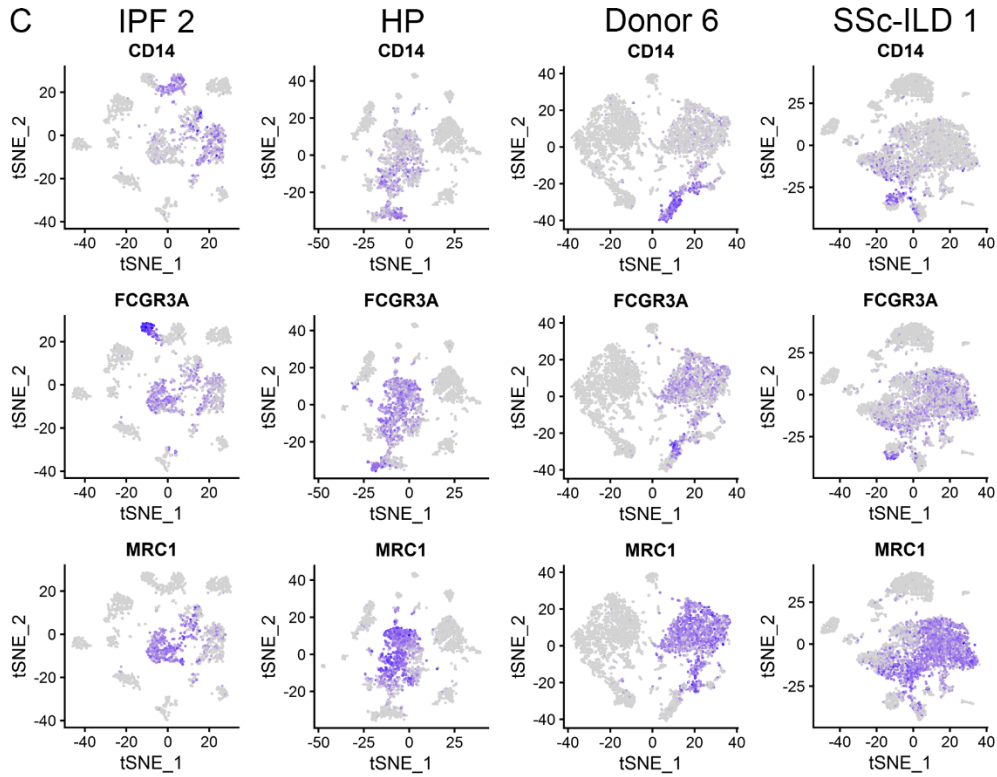 C IPF 2 HP Donor 6 SSc-ILD 1
CD14 CD14 CD14 CD14
tSNE_2 20 0 -20 -40 tSNE_2 40 20 0 -20 tSNE_2 40 20 0 -20 -40 tSNE_2 25 0 -25
-40 -20 0 20 -50 -25 0 25 -20 0 20 40 -40 -20 0 20 40
tSNE_1 tSNE_1 tSNE_1 tSNE_1
FCGR3A FCGR3A FCGR3A FCGR3A
tSNE_2 20 0 -20 -40 tSNE_2 40 20 0 -20 tSNE_2 40 20 0 -20 -40 tSNE_2 25 0 -25
-40 -20 0 20 -50 -25 0 25 -20 0 20 40 -40 -20 0 20 40
tSNE_1 tSNE_1 tSNE_1 tSNE_1
MRC1 MRC1 MRC1 MRC1
tSNE_2 20 0 -20 -40 tSNE_2 40 20 0 -20 tSNE_2 40 20 0 -20 -40 tSNE_2 25 0 -25
-40 -20 0 20 -50 -25 0 25 -20 0 20 40 -40 -20 0 20 40
tSNE_1 tSNE_1 tSNE_1 tSNE_1